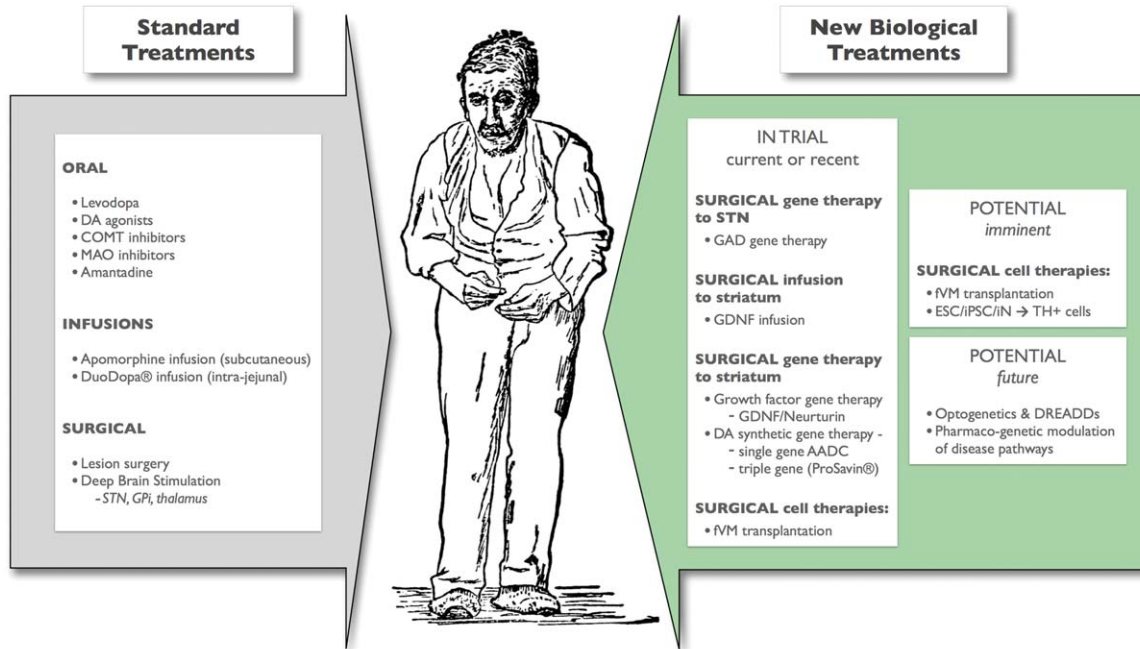 Standard
Treatments
ORAL
• Levodopa
• DA agonists
• COMT inhibitors
• MAO inhibitors
• Amantadine
INFUSIONS
• Apomorphine infusion (subcutaneous)
• DuoDopa® infusion (intra-jejunal)
SURGICAL
• Lesion surgery
• Deep Brain Stimulation
- STN, GPi, thalamus
New Biological
Treatments
IN TRIAL
current or recent
SURGICAL gene therapy
to STN
• GAD gene therapy
SURGICAL infusion
to striatum
• GDNF infusion
SURGICAL gene therapy
to striatum
• Growth factor gene therapy
- GDNF/Neurturin
• DA synthetic gene therapy -
- single gene AADC
- triple gene (ProSavin®)
SURGICAL cell therapies:
• fVM transplantation
POTENTIAL
imminent
SURGICAL cell therapies:
• fVM transplantation
• ESC/iPSC/iN → TH+ cells
POTENTIAL
future
• Optogenetics & DREADDs
• Pharmaco-genetic modulation
of disease pathways